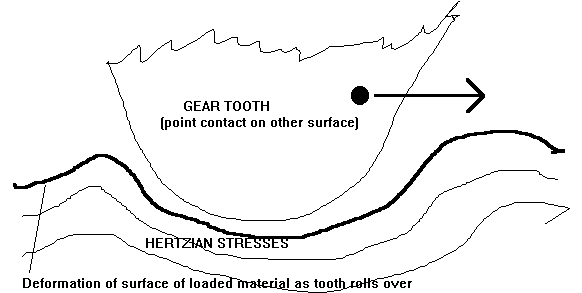 GEAR TOOTH
(point contact on other surface)
HERTZIAN STRESSES
Deformation of surface of loaded material as tooth rolls over